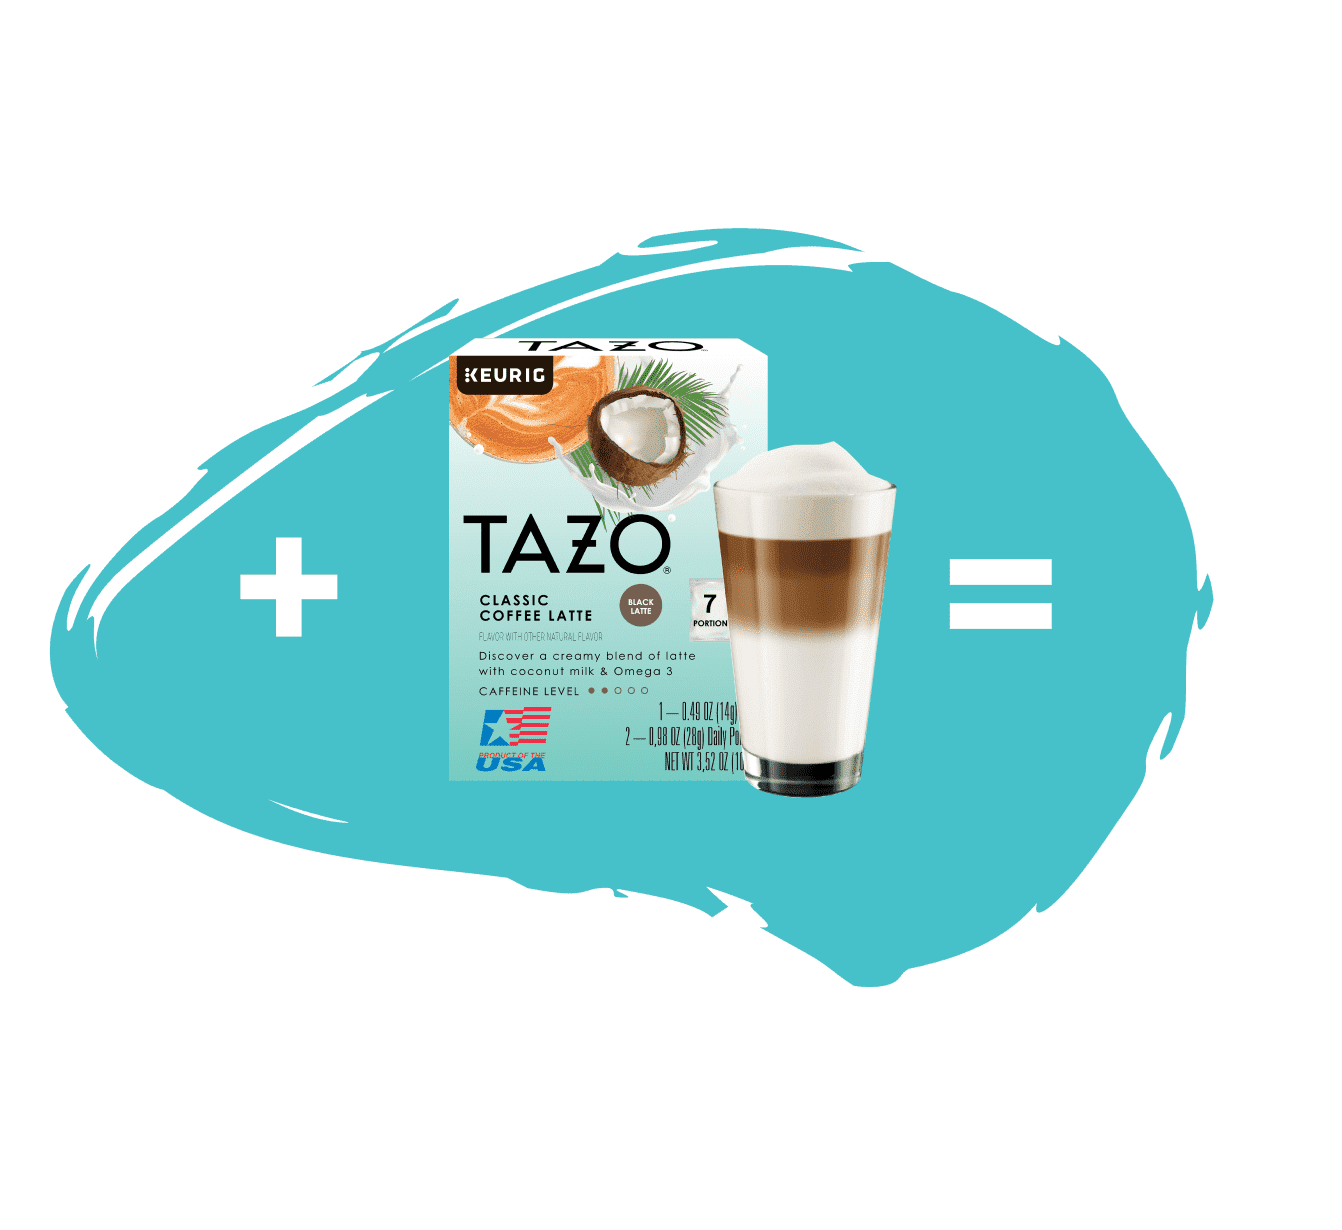 TAZO
KEURIG
TAZO®
CLASSIC
COFFEE LATTE
BLACK
LATTE
7
PORTION
FLAVOR WITH OTHER NATURAL FLAVOR
Discover a creamy blend of latte
with coconut milk & Omega 3
CAFFEINE LEVEL
1 — 0.49 OZ (14g)
2 — 0,98 OZ (28g) Daily
NET WT 3,52 OZ
PRODUCT OF THE
USA
+
=